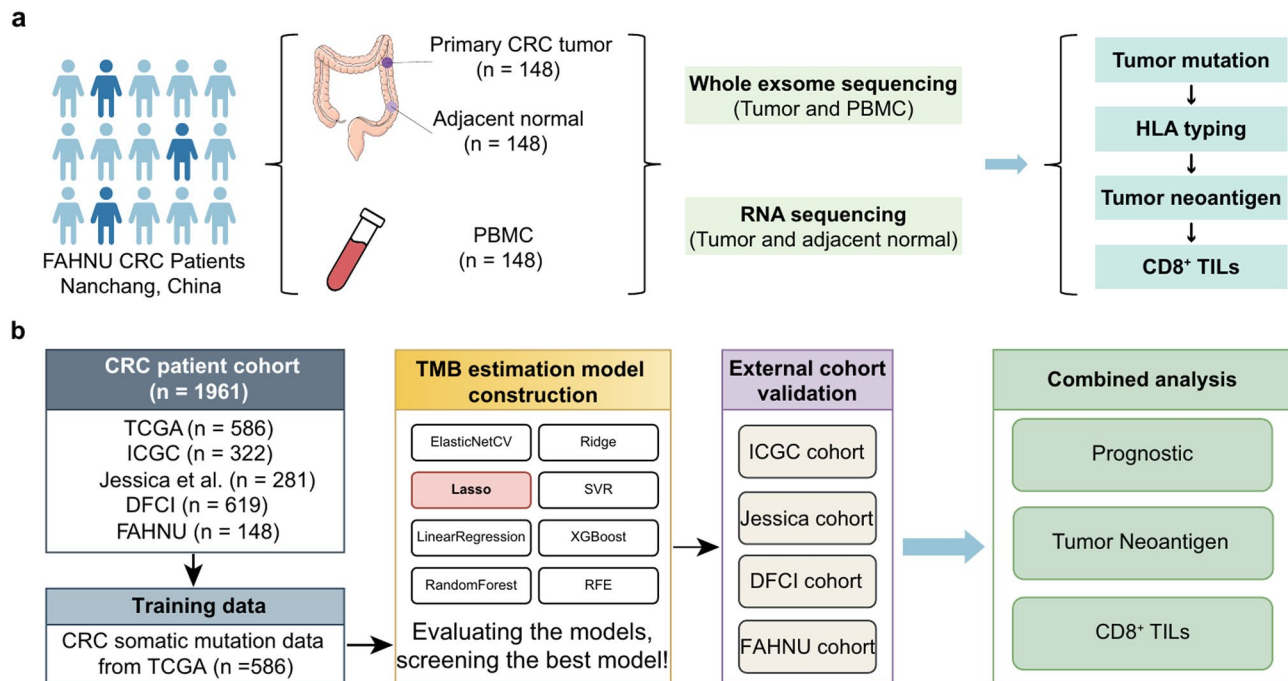 a
FAHNU CRC Patients
Nanchang, China
Primary CRC tumor
(n = 148)
Adjacent normal
(n = 148)
PBMC
(n = 148)
Whole exsome sequencing
(Tumor and PBMC)
RNA sequencing
(Tumor and adjacent normal)
Tumor mutation
HLA typing
Tumor neoantigen
CD8⁺ TILs
b
CRC patient cohort
(n = 1961)
TCGA (n = 586)
ICGC (n = 322)
Jessica et al. (n = 281)
DFCI (n = 619)
FAHNU (n = 148)
Training data
CRC somatic mutation data
from TCGA (n =586)
TMB estimation model
construction
ElasticNetCV
Ridge
Lasso
SVR
LinearRegression
XGBoost
RandomForest
RFE
Evaluating the models,
screening the best model!
External cohort
validation
ICGC cohort
Jessica cohort
DFCI cohort
FAHNU cohort
Combined analysis
Prognostic
Tumor Neoantigen
CD8⁺ TILs